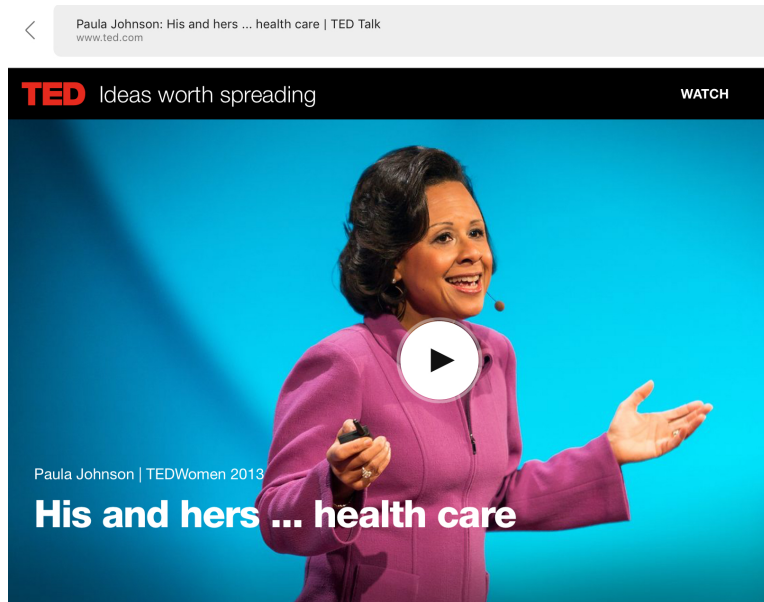 Paula Johnson: His and hers ... health care | TED Talk
www.ted.com
TED Ideas worth spreading
WATCH
Paula Johnson | TEDWomen 2013
His and hers ... health care